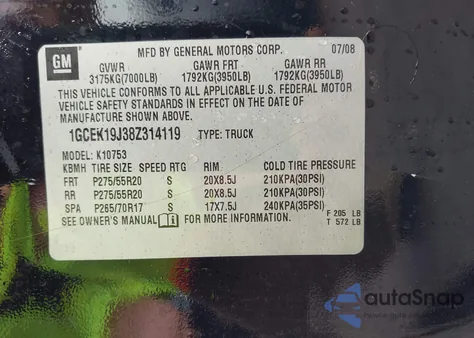 GM
MFD BY GENERAL MOTORS CORP. 07/08
GVWR GAWR FRT GAWR RR
3175KG(7000LB) 1792KG(3950LB) 1792KG(3950LB)
THIS VEHICLE CONFORMS TO ALL APPLICABLE U.S. FEDERAL MOTOR
VEHICLE SAFETY STANDARDS IN EFFECT ON THE DATE OF
MANUFACTURE SHOWN ABOVE.
1GCEK19J38Z314119 TYPE: TRUCK
MODEL: K10753
KBMH TIRE SIZE SPEED RTG RIM COLD TIRE PRESSURE
FRT P275/55R20 S 20X8.5J 210KPA(30PSI)
RR P275/55R20 S 20X8.5J 210KPA(30PSI)
SPA P265/70R17 S 17X7.5J 240KPA(35PSI)
SEE OWNER'S MANUAL FOR MORE INFORMATION.
F 205 LB
T 572 LB
autoSnap